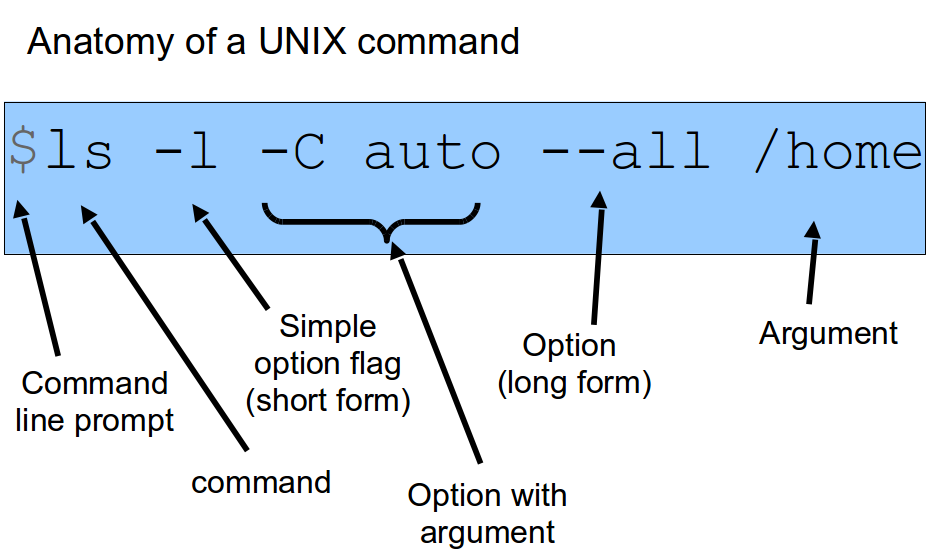 Anatomy of a UNIX command
$ls -l -C auto --all /home
Command
line prompt
command
Simple
option flag
(short form)
Option with
argument
Option
(long form)
Argument